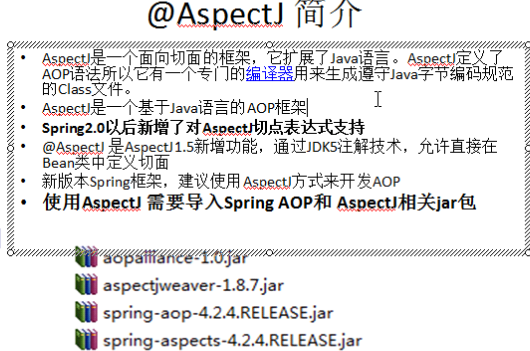 @AspectJ 简介
• AspectJ是一个面向切面的框架，它扩展了Java语言。AspectJ定义了
AOP语法所以它有一个专门的编译器用来生成遵守Java字节编码规范
的Class文件。
• AspectJ是一个基于Java语言的AOP框架
• Spring2.0以后新增了对AspectJ切点表达式支持
• @AspectJ 是AspectJ1.5新增功能，通过JDK5注解技术，允许直接在
Bean类中定义切面
• 新版本Spring框架，建议使用AspectJ方式来开发AOP
• 使用AspectJ 需要导入Spring AOP和 AspectJ相关jar包
aopalliance-1.0.jar
aspectjweaver-1.8.7.jar
spring-aop-4.2.4.RELEASE.jar
spring-aspects-4.2.4.RELEASE.jar